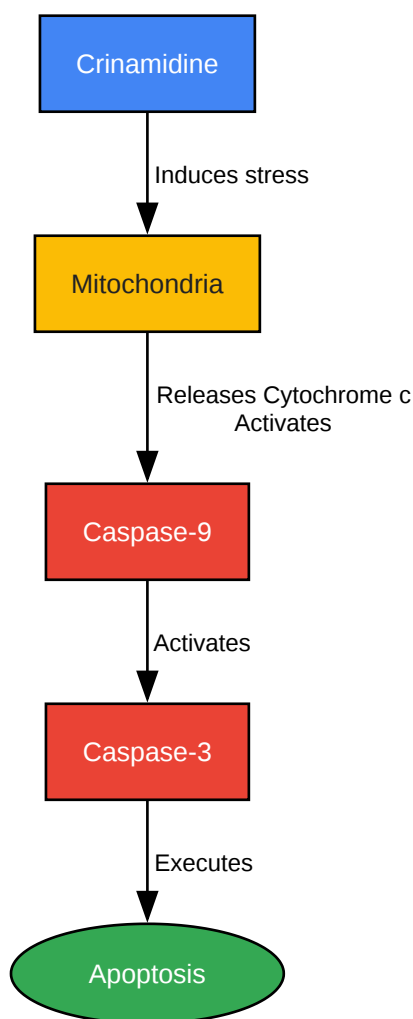 Crinamidine
Induces stress
Mitochondria
Releases Cytochrome c
Activates
Caspase-9
Activates
Caspase-3
Executes
Apoptosis